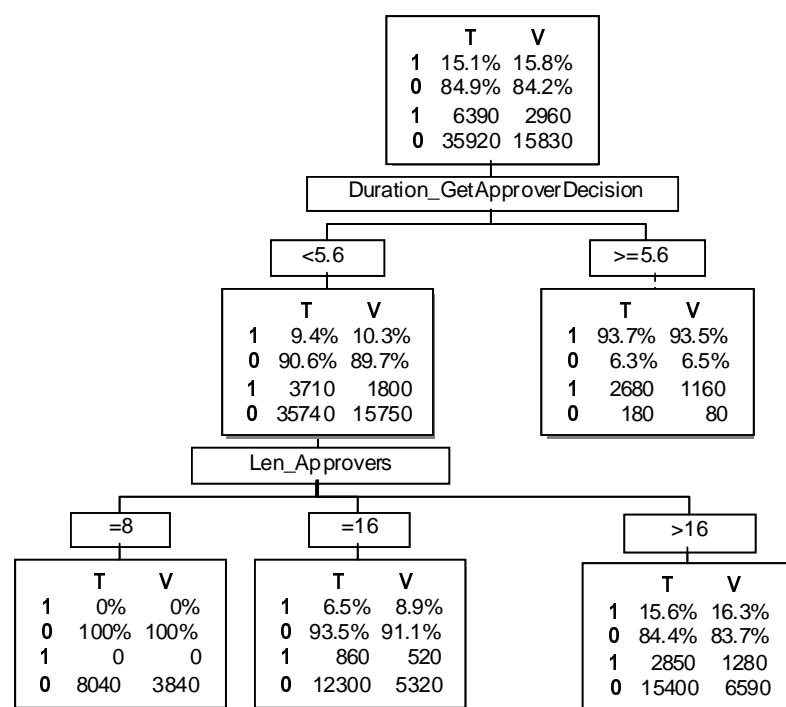 T V
1 15.1% 15.8%
0 84.9% 84.2%
1 6390 2960
0 35920 15830
Duration_GetApproverDecision
<5.6
>=5.6
T V
1 9.4% 10.3%
0 90.6% 89.7%
1 3710 1800
0 35740 15750
T V
1 93.7% 93.5%
0 6.3% 6.5%
1 2680 1160
0 180 80
Len_Approvers
=8
=16
>16
T V
1 0% 0%
0 100% 100%
1 0 0
0 8040 3840
T V
1 6.5% 8.9%
0 93.5% 91.1%
1 860 520
0 12300 5320
T V
1 15.6% 16.3%
0 84.4% 83.7%
1 2850 1280
0 15400 6590